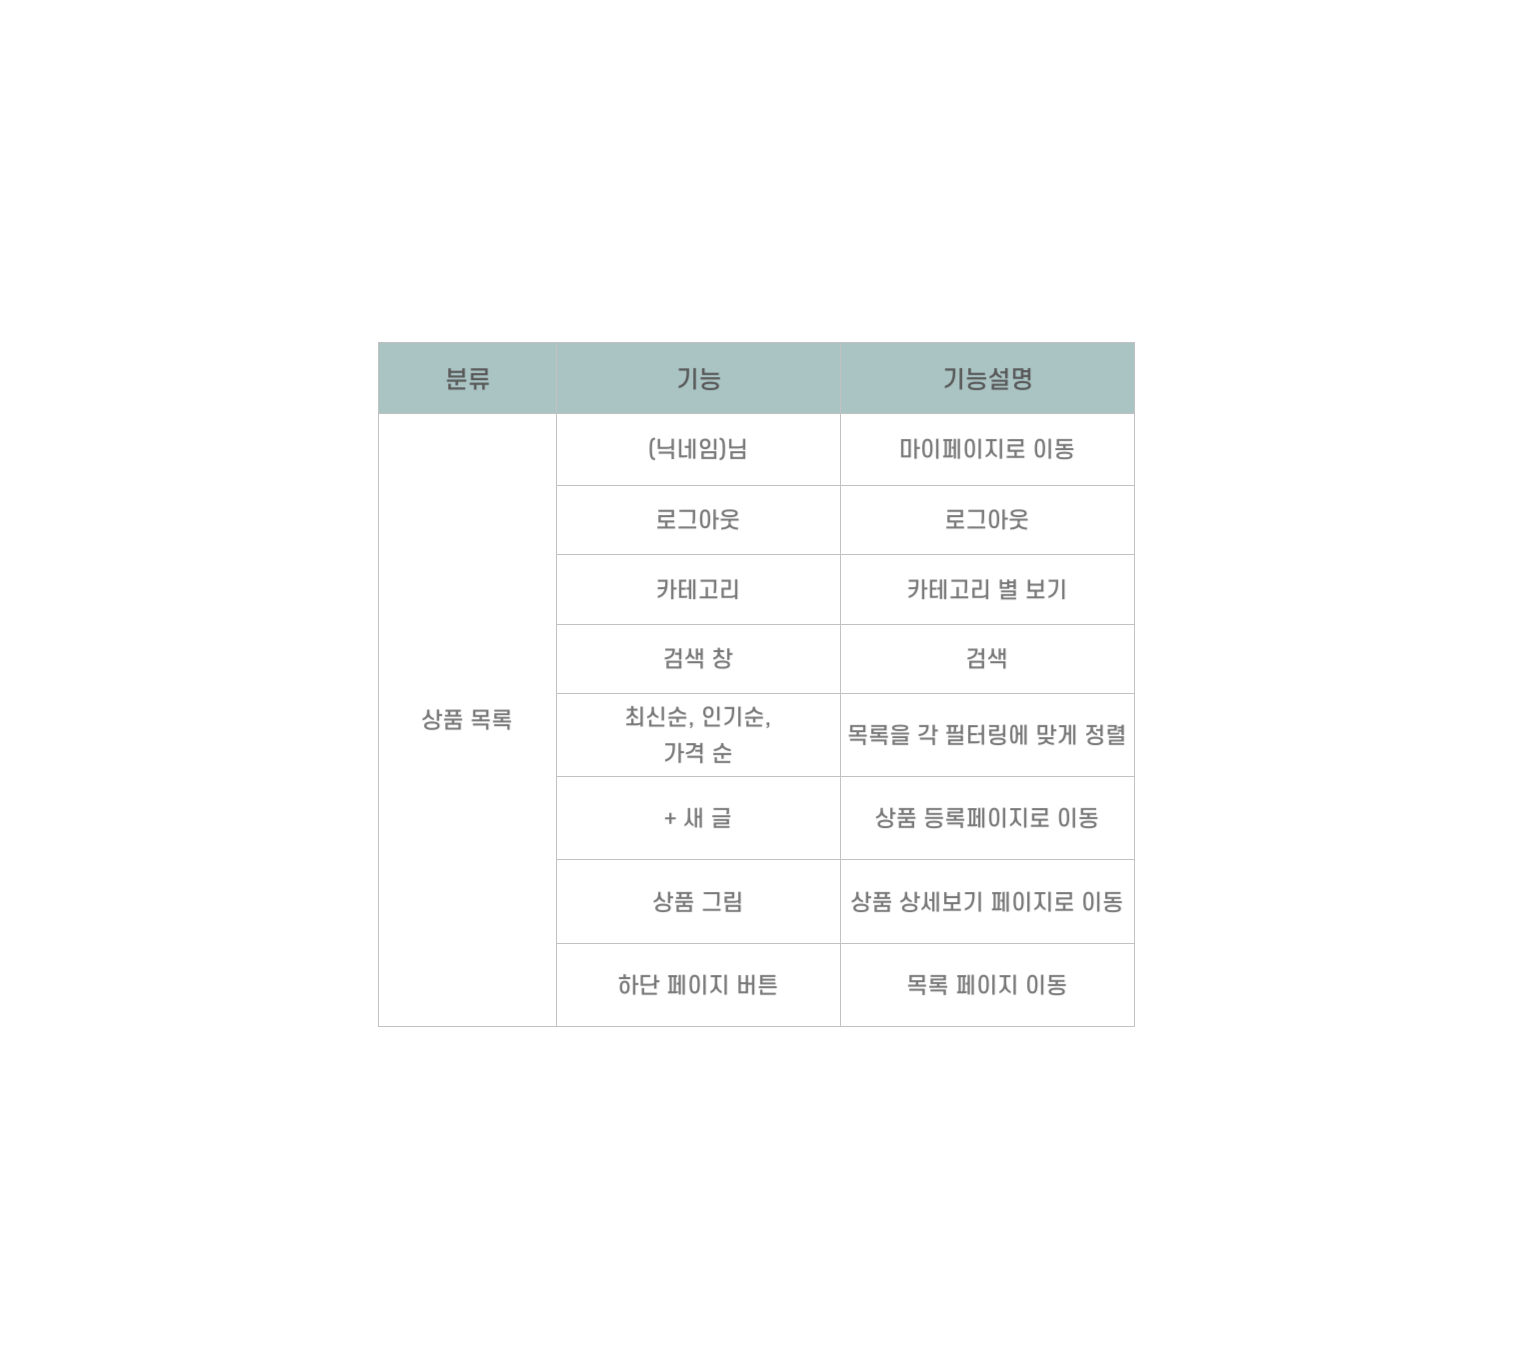 분류 기능 기능설명
(닉네임)님 마이페이지로 이동
로그아웃 로그아웃
카테고리 카테고리 별 보기
검색 창 검색
상품 목록
최신순, 인기순,
가격 순
목록을 각 필터링에 맞게 정렬
+ 새 글 상품 등록페이지로 이동
상품 그림 상품 상세보기 페이지로 이동
하단 페이지 버튼 목록 페이지 이동